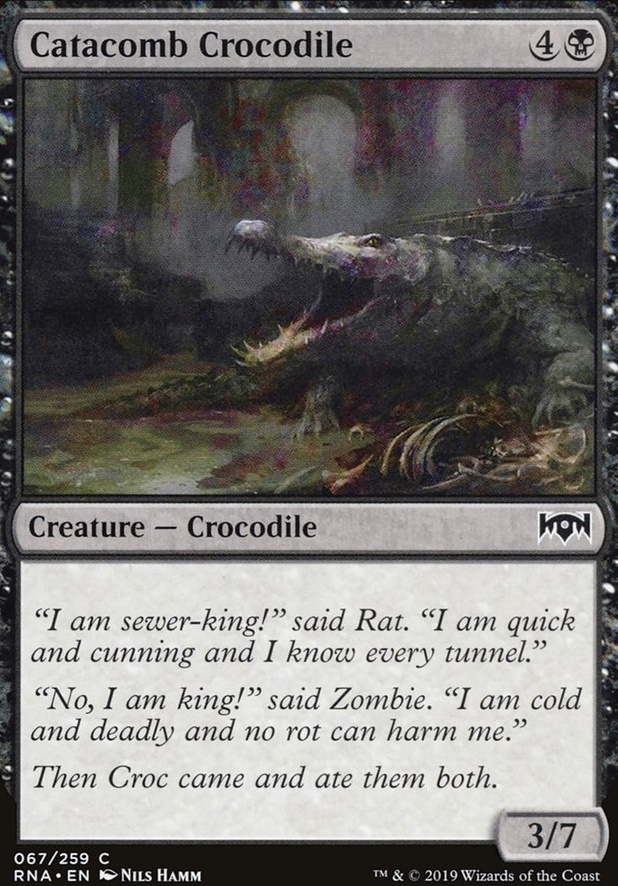 Catacomb Crocodile 4
Creature — Crocodile
“I am sewer-king!” said Rat. “I am quick
and cunning and I know every tunnel.”
“No, I am king!” said Zombie. “I am cold
and deadly and no rot can harm me.”
Then Croc came and ate them both.
3/7
067/259 C
RNA • EN Nils Hamm
™ & © 2019 Wizards of the Coast